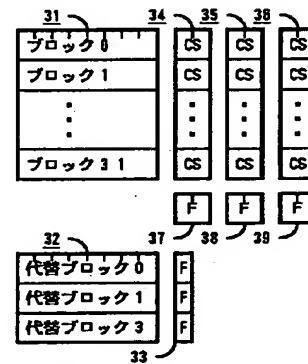 31 34 35 36
ブロック0 CS CS CS
ブロック1 CS CS CS
ブロック31 CS CS CS
F F F
37 38 39
32
代替ブロック0 F
代替ブロック1 F
代替ブロック3 F
33